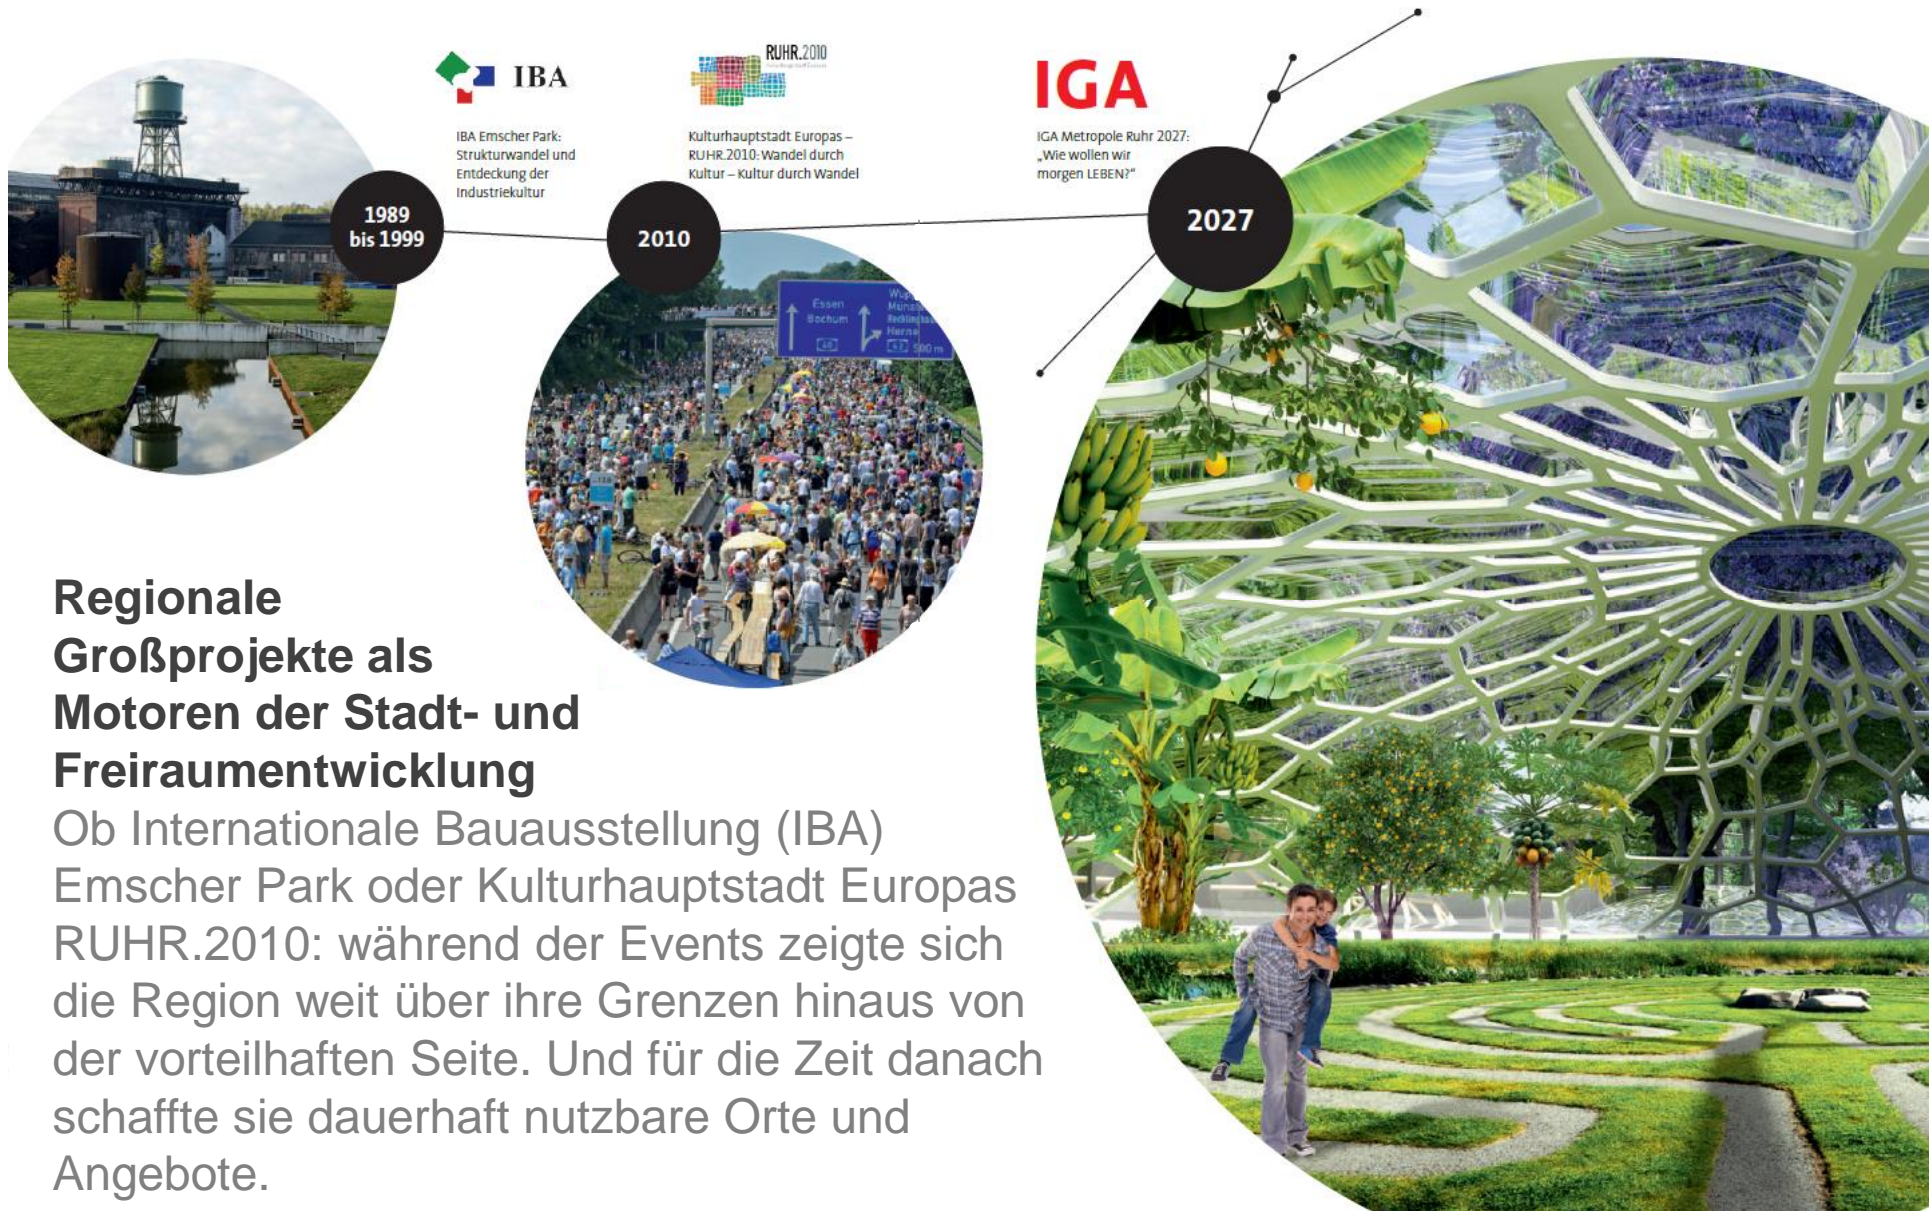 IBA
IBA Emscher Park:
Strukturwandel und
Entdeckung der
Industriekultur
RUHR.2010
Kulturhauptstadt Europas –
RUHR.2010: Wandel durch
Kultur – Kultur durch Wandel
IGA
IGA Metropole Ruhr 2027:
„Wie wollen wir
morgen LEBEN?“
1989
bis 1999
2010
2027
Essen
Bochum
Herne
500 m
Regionale
Großprojekte als
Motoren der Stadt- und
Freiraumentwicklung
Ob Internationale Bauausstellung (IBA)
Emscher Park oder Kulturhauptstadt Europas
RUHR.2010: während der Events zeigte sich
die Region weit über ihre Grenzen hinaus von
der vorteilhaften Seite. Und für die Zeit danach
schaffte sie dauerhaft nutzbare Orte und
Angebote.